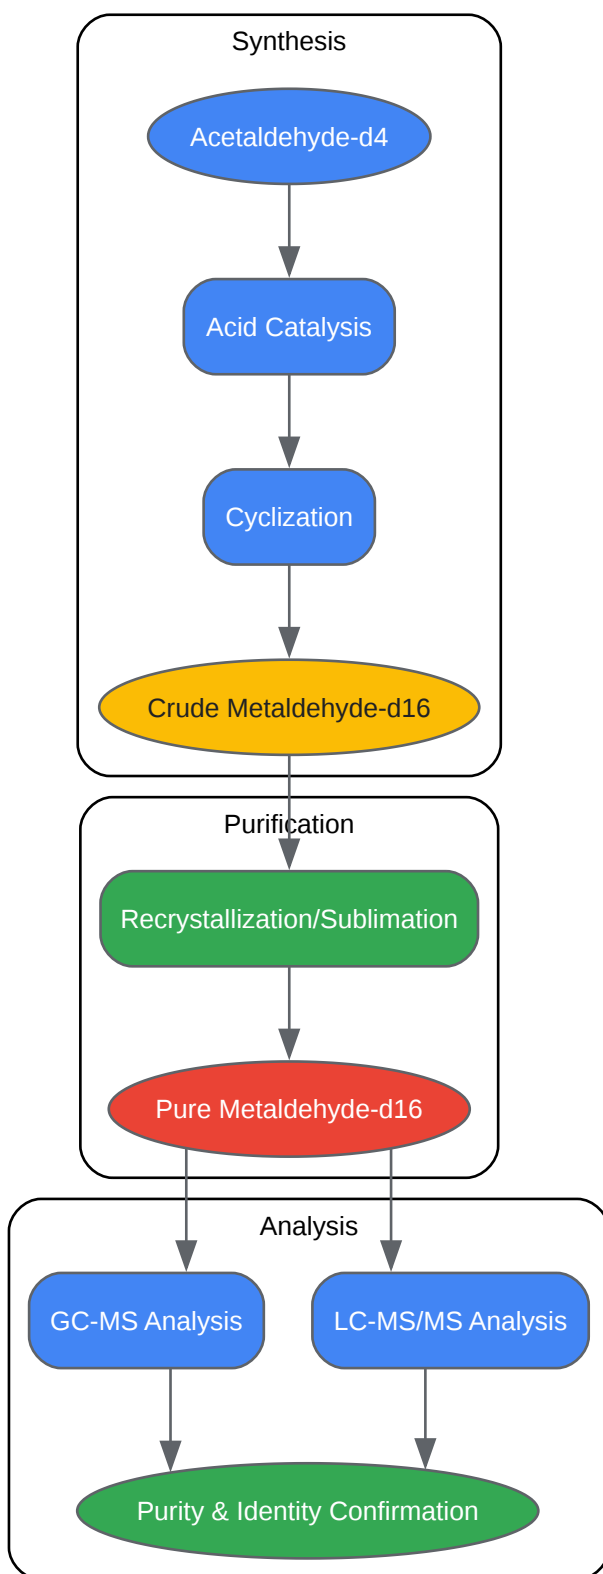 Synthesis
Acetaldehyde-d4
Acid Catalysis
Cyclization
Crude Metaldehyde-d16
Purification
Recrystallization/Sublimation
Pure Metaldehyde-d16
Analysis
GC-MS Analysis
LC-MS/MS Analysis
Purity & Identity Confirmation